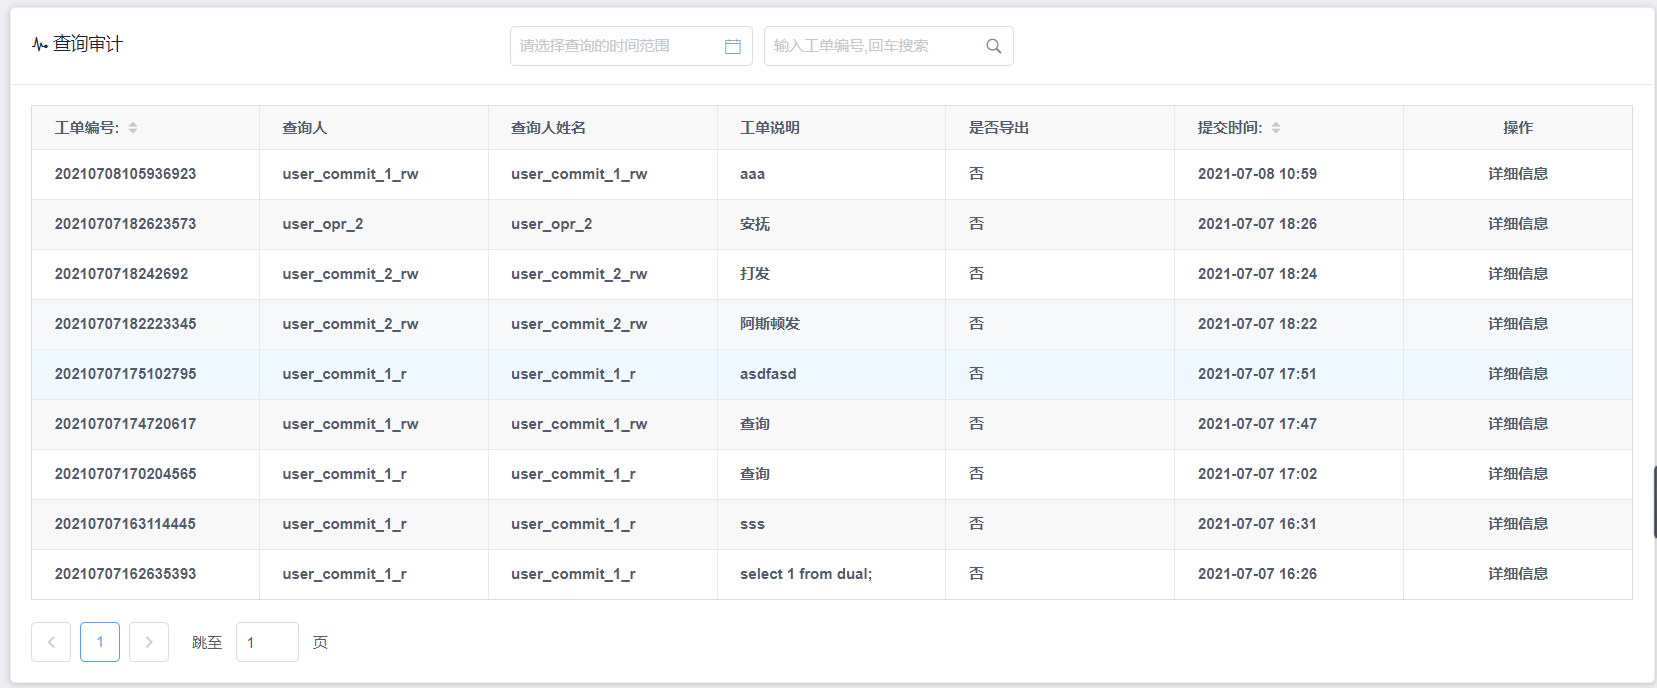 查询审计
请选择查询的时间范围 输入工单编号,回车搜索
工单编号: 查询人 查询人姓名 工单说明 是否导出 提交时间: 操作
20210708105936923 user_commit_1_rw user_commit_1_rw aaa 否 2021-07-08 10:59 详细信息
20210707182623573 user_opr_2 user_opr_2 安抚 否 2021-07-07 18:26 详细信息
2021070718242692 user_commit_2_rw user_commit_2_rw 打发 否 2021-07-07 18:24 详细信息
20210707182223345 user_commit_2_rw user_commit_2_rw 阿斯顿发 否 2021-07-07 18:22 详细信息
20210707175102795 user_commit_1_r user_commit_1_r asdfasd 否 2021-07-07 17:51 详细信息
20210707174720617 user_commit_1_rw user_commit_1_rw 查询 否 2021-07-07 17:47 详细信息
20210707170204565 user_commit_1_r user_commit_1_r 查询 否 2021-07-07 17:02 详细信息
20210707163114445 user_commit_1_r user_commit_1_r sss 否 2021-07-07 16:31 详细信息
20210707162635393 user_commit_1_r user_commit_1_r select 1 from dual; 否 2021-07-07 16:26 详细信息
1 跳至 1 页